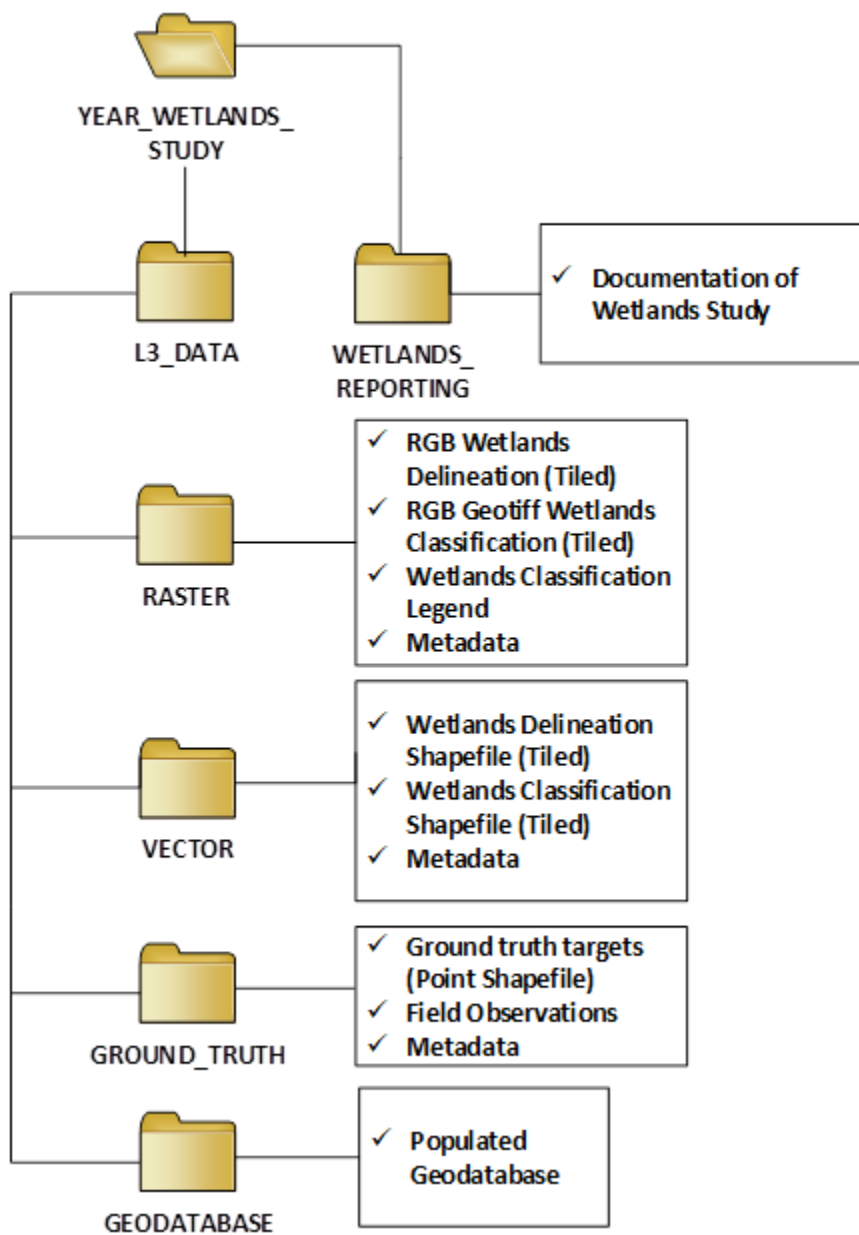 YEAR_WETLANDS_
STUDY
L3_DATA
WETLANDS_
REPORTING
✓ Documentation of
Wetlands Study
RASTER
✓ RGB Wetlands
Delineation (Tiled)
✓ RGB Geotiff Wetlands
Classification (Tiled)
✓ Wetlands Classification
Legend
✓ Metadata
VECTOR
✓ Wetlands Delineation
Shapefile (Tiled)
✓ Wetlands Classification
Shapefile (Tiled)
✓ Metadata
GROUND_TRUTH
✓ Ground truth targets
(Point Shapefile)
✓ Field Observations
✓ Metadata
GEODATABASE
✓ Populated
Geodatabase